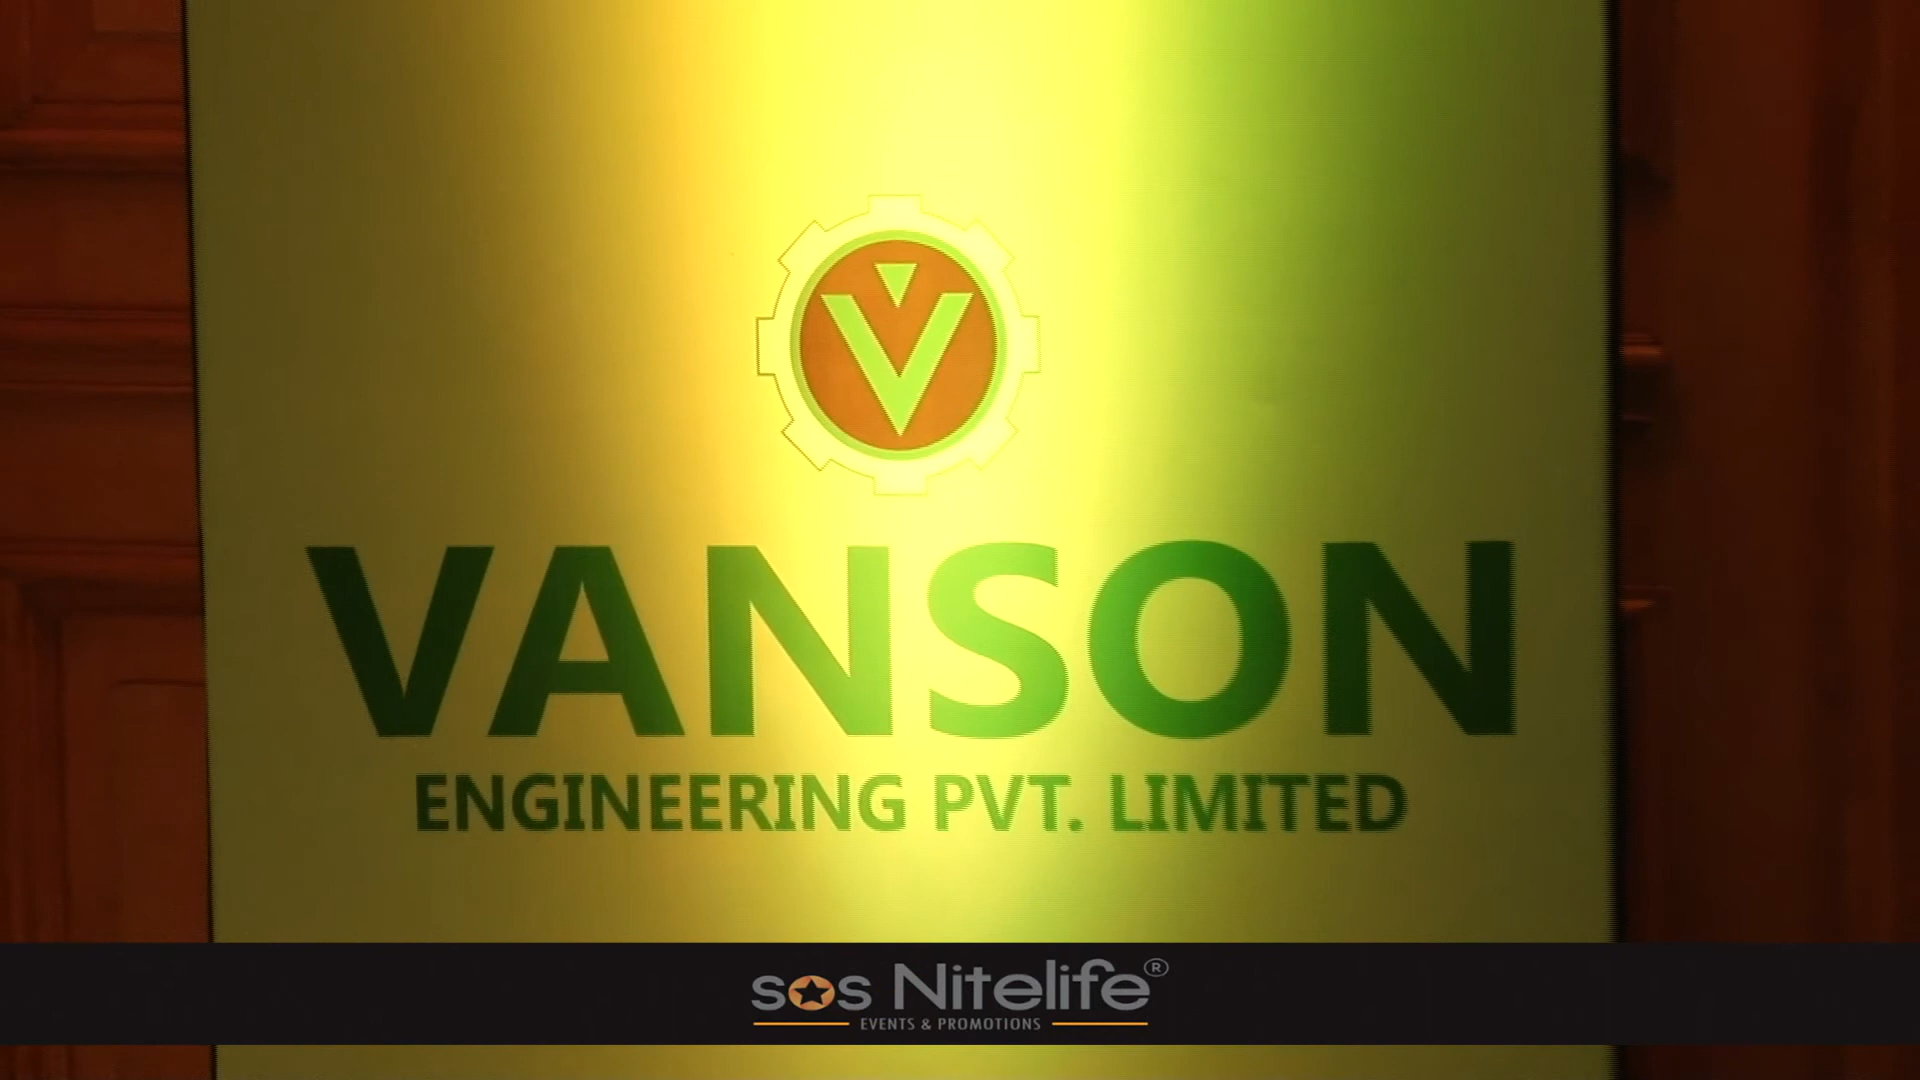 V
VANSON
ENGINEERING PVT. LIMITED
sos Nitelife®
EVENTS & PROMOTIONS